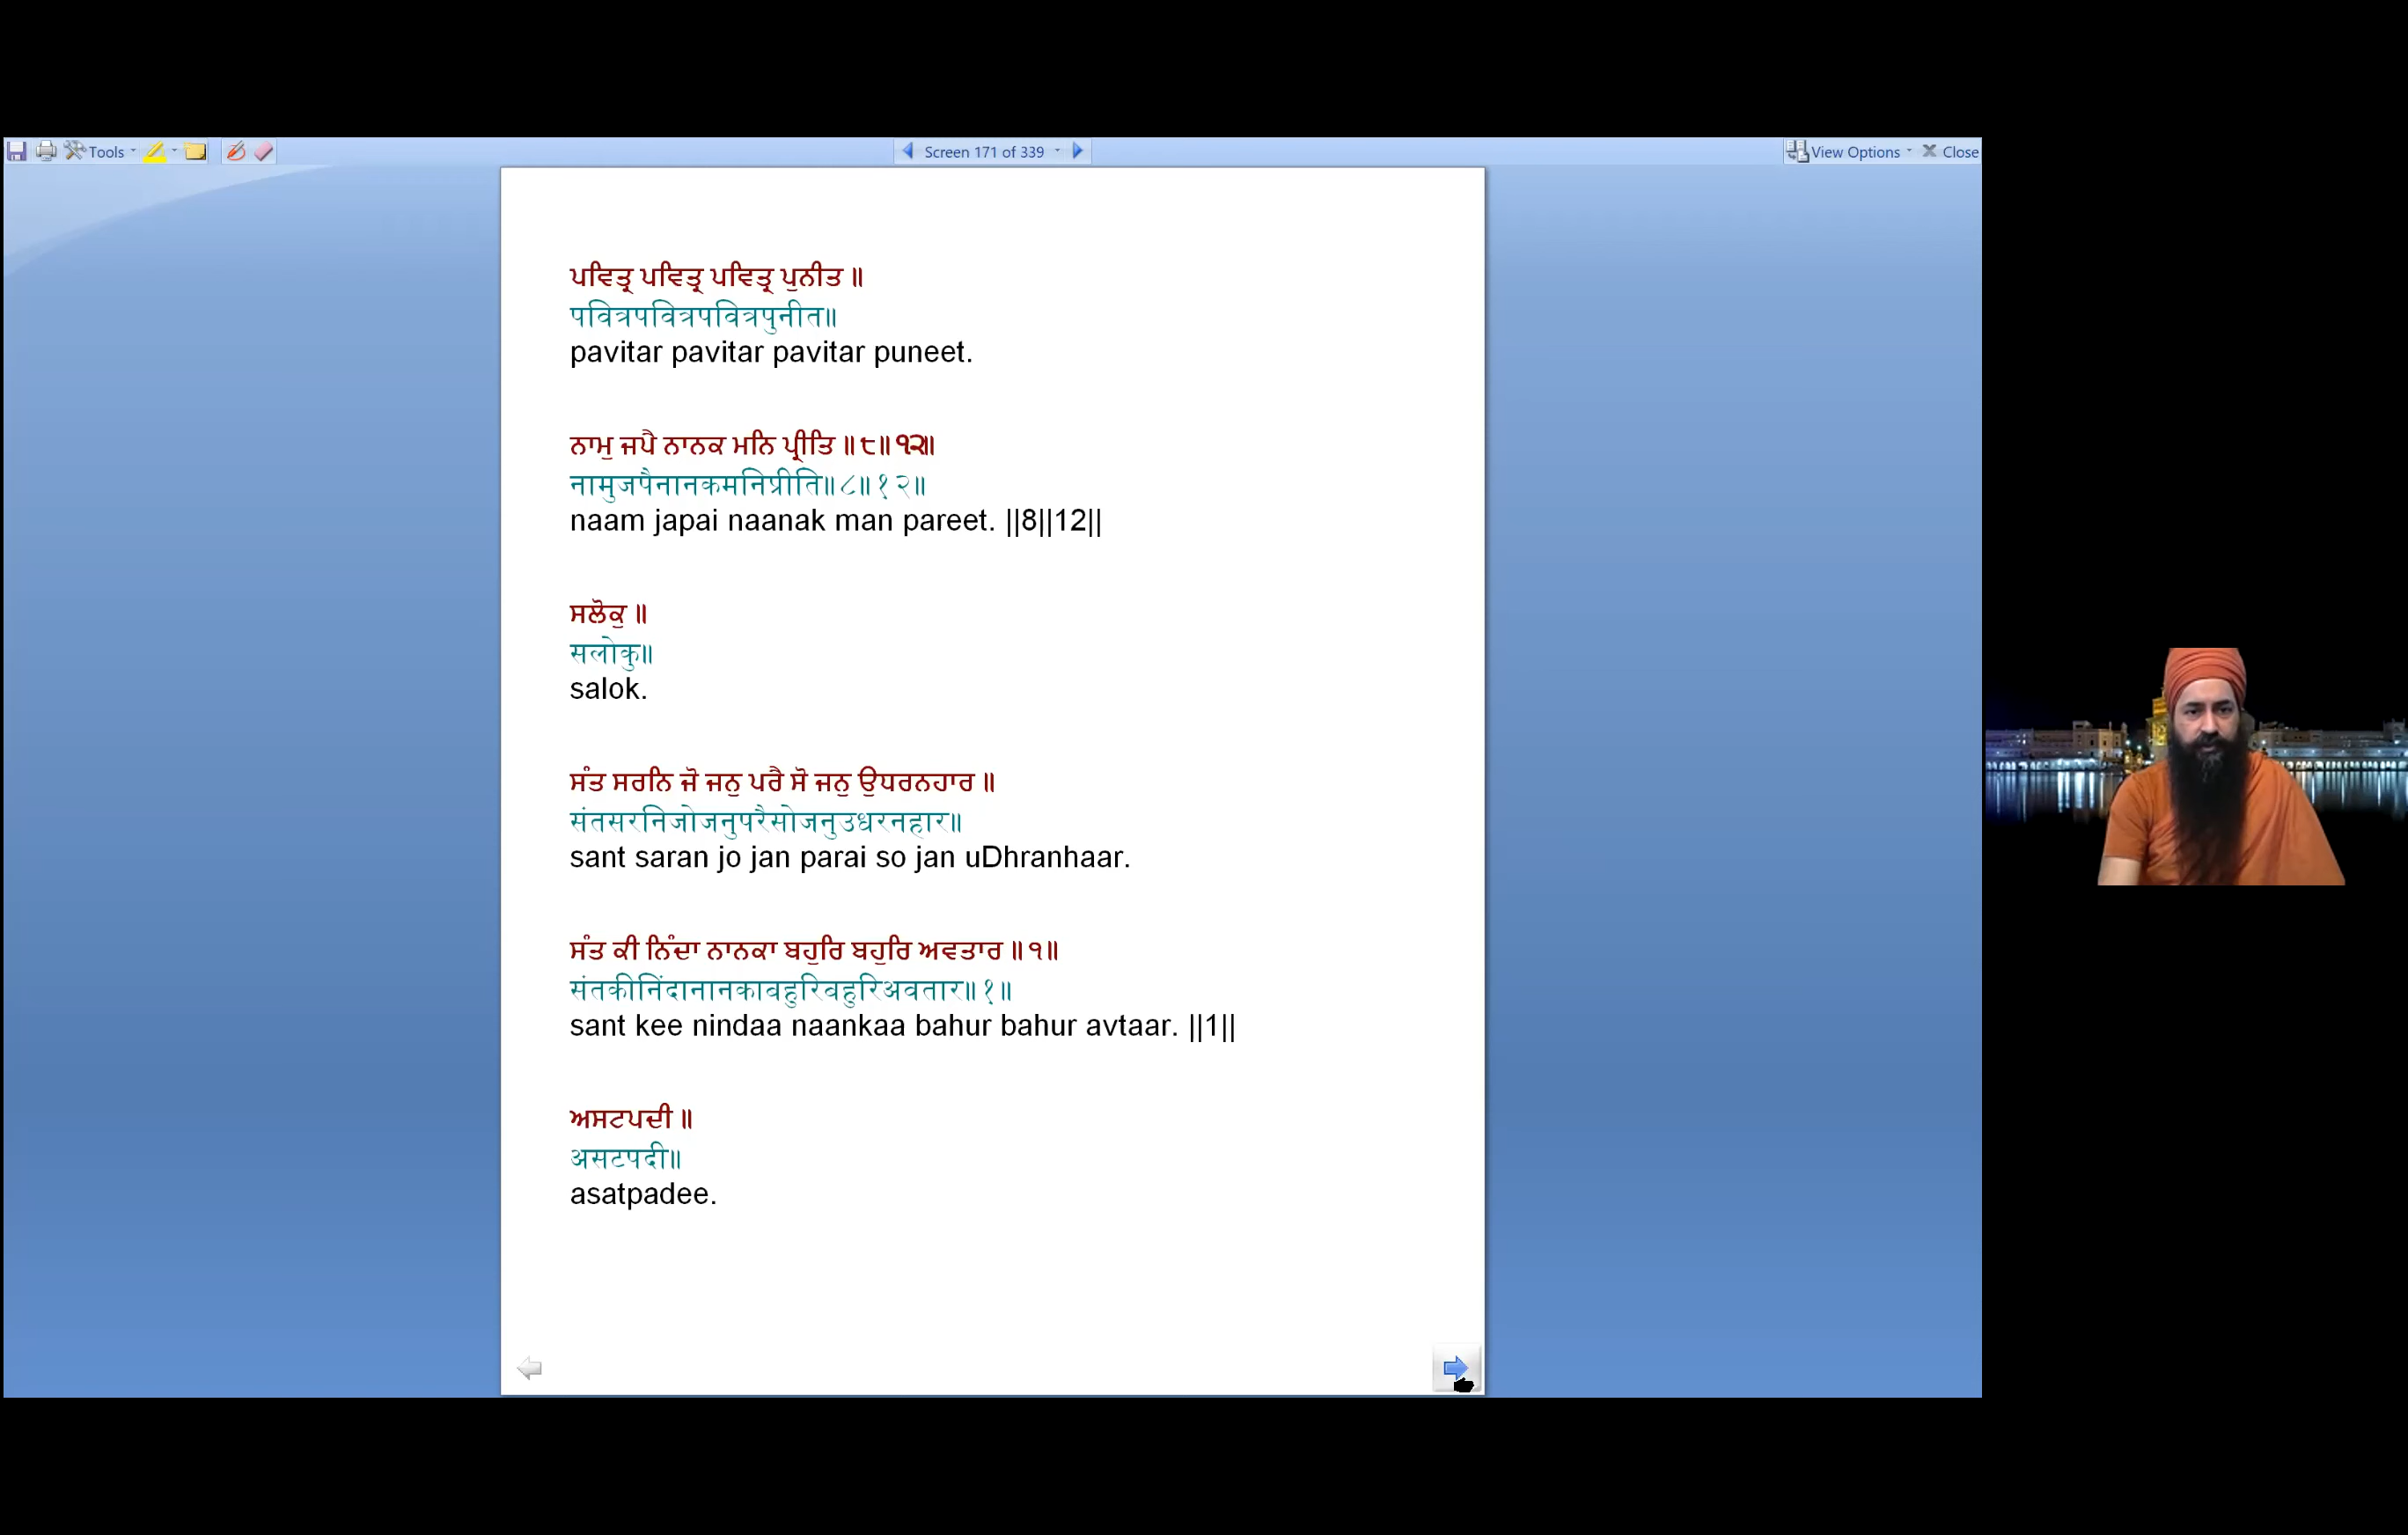 Tools
Screen 171 of 339
View Options
Close
ਪਵਿਤ੍ਰ ਪਵਿਤ੍ਰ ਪਵਿਤ੍ਰ ਪੁਨੀਤ ॥
पवित्रपवित्रपवित्रपुनीत॥
pavitar pavitar pavitar puneet.
ਨਾਮੁ ਜਪੈ ਨਾਨਕ ਮਨਿ ਪ੍ਰੀਤਿ ॥੮॥੧੨॥
नामुजपैनानकमनिप्रीति॥८॥१२॥
naam japai naanak man pareet. ||8||12||
ਸਲੋਕੁ ॥
सलोकु॥
salok.
ਸੰਤ ਸਰਨਿ ਜੋ ਜਨੁ ਪਰੈ ਸੋ ਜਨੁ ਉਧਰਨਹਾਰ ॥
संतसरनिजोजनुपरैसोजनुउधरनहार॥
sant saran jo jan parai so jan uDhranhaar.
ਸੰਤ ਕੀ ਨਿੰਦਾ ਨਾਨਕਾ ਬਹੁਰਿ ਬਹੁਰਿ ਅਵਤਾਰ ॥੧॥
संतकीनिंदानानकाबहुरिबहुरिअवतार॥१॥
sant kee nindaa naankaa bahur bahur avtaar. ||1||
ਅਸਟਪਦੀ ॥
असटपदी॥
asatpadee.